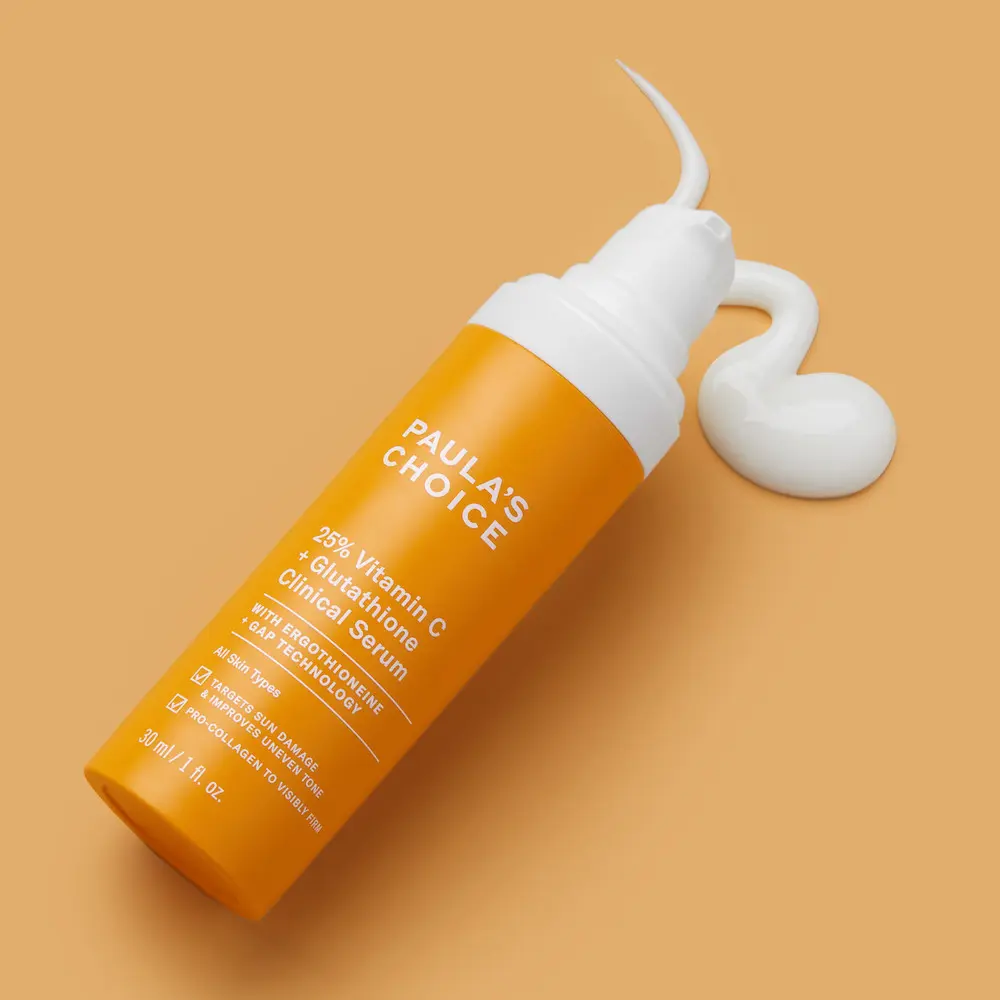 PAULA'S
CHOICE
25% Vitamin C
+ Glutathione
Clinical Serum
WITH ERGOTHIONEINE
+ GAP TECHNOLOGY
All Skin Types
TARGETS SUN DAMAGE
& IMPROVES UNEVEN TONE
PRO-COLLAGEN TO VISIBLY FIRM
30 ml / 1 fl. oz.